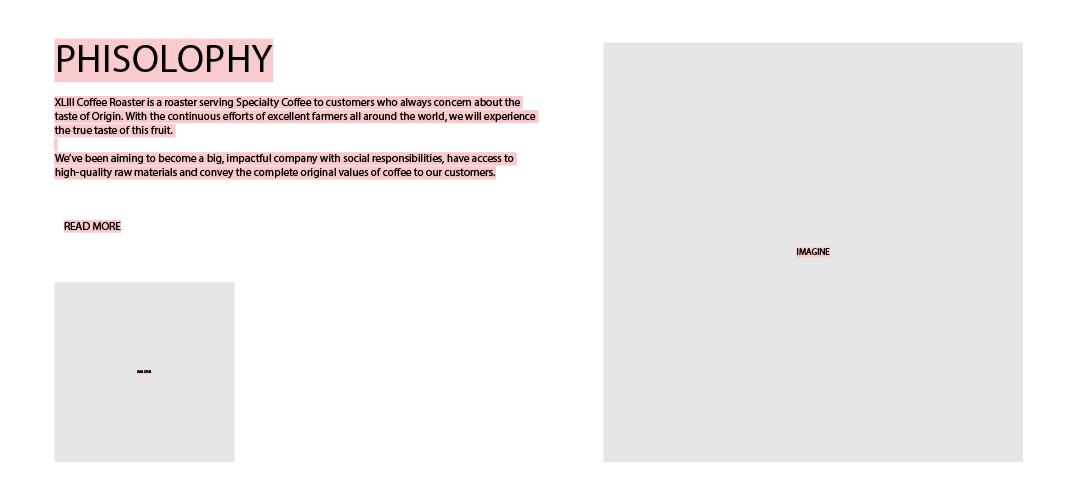 PHISOLOPHY
XLIII Coffee Roaster is a roaster serving Specialty Coffee to customers who always concern about the
taste of Origin. With the continuous efforts of excellent farmers all around the world, we will experience
the true taste of this fruit.
We've been aiming to become a big, impactful company with social responsibilities, have access to
high-quality raw materials and convey the complete original values of coffee to our customers.
READ MORE
IMAGINE